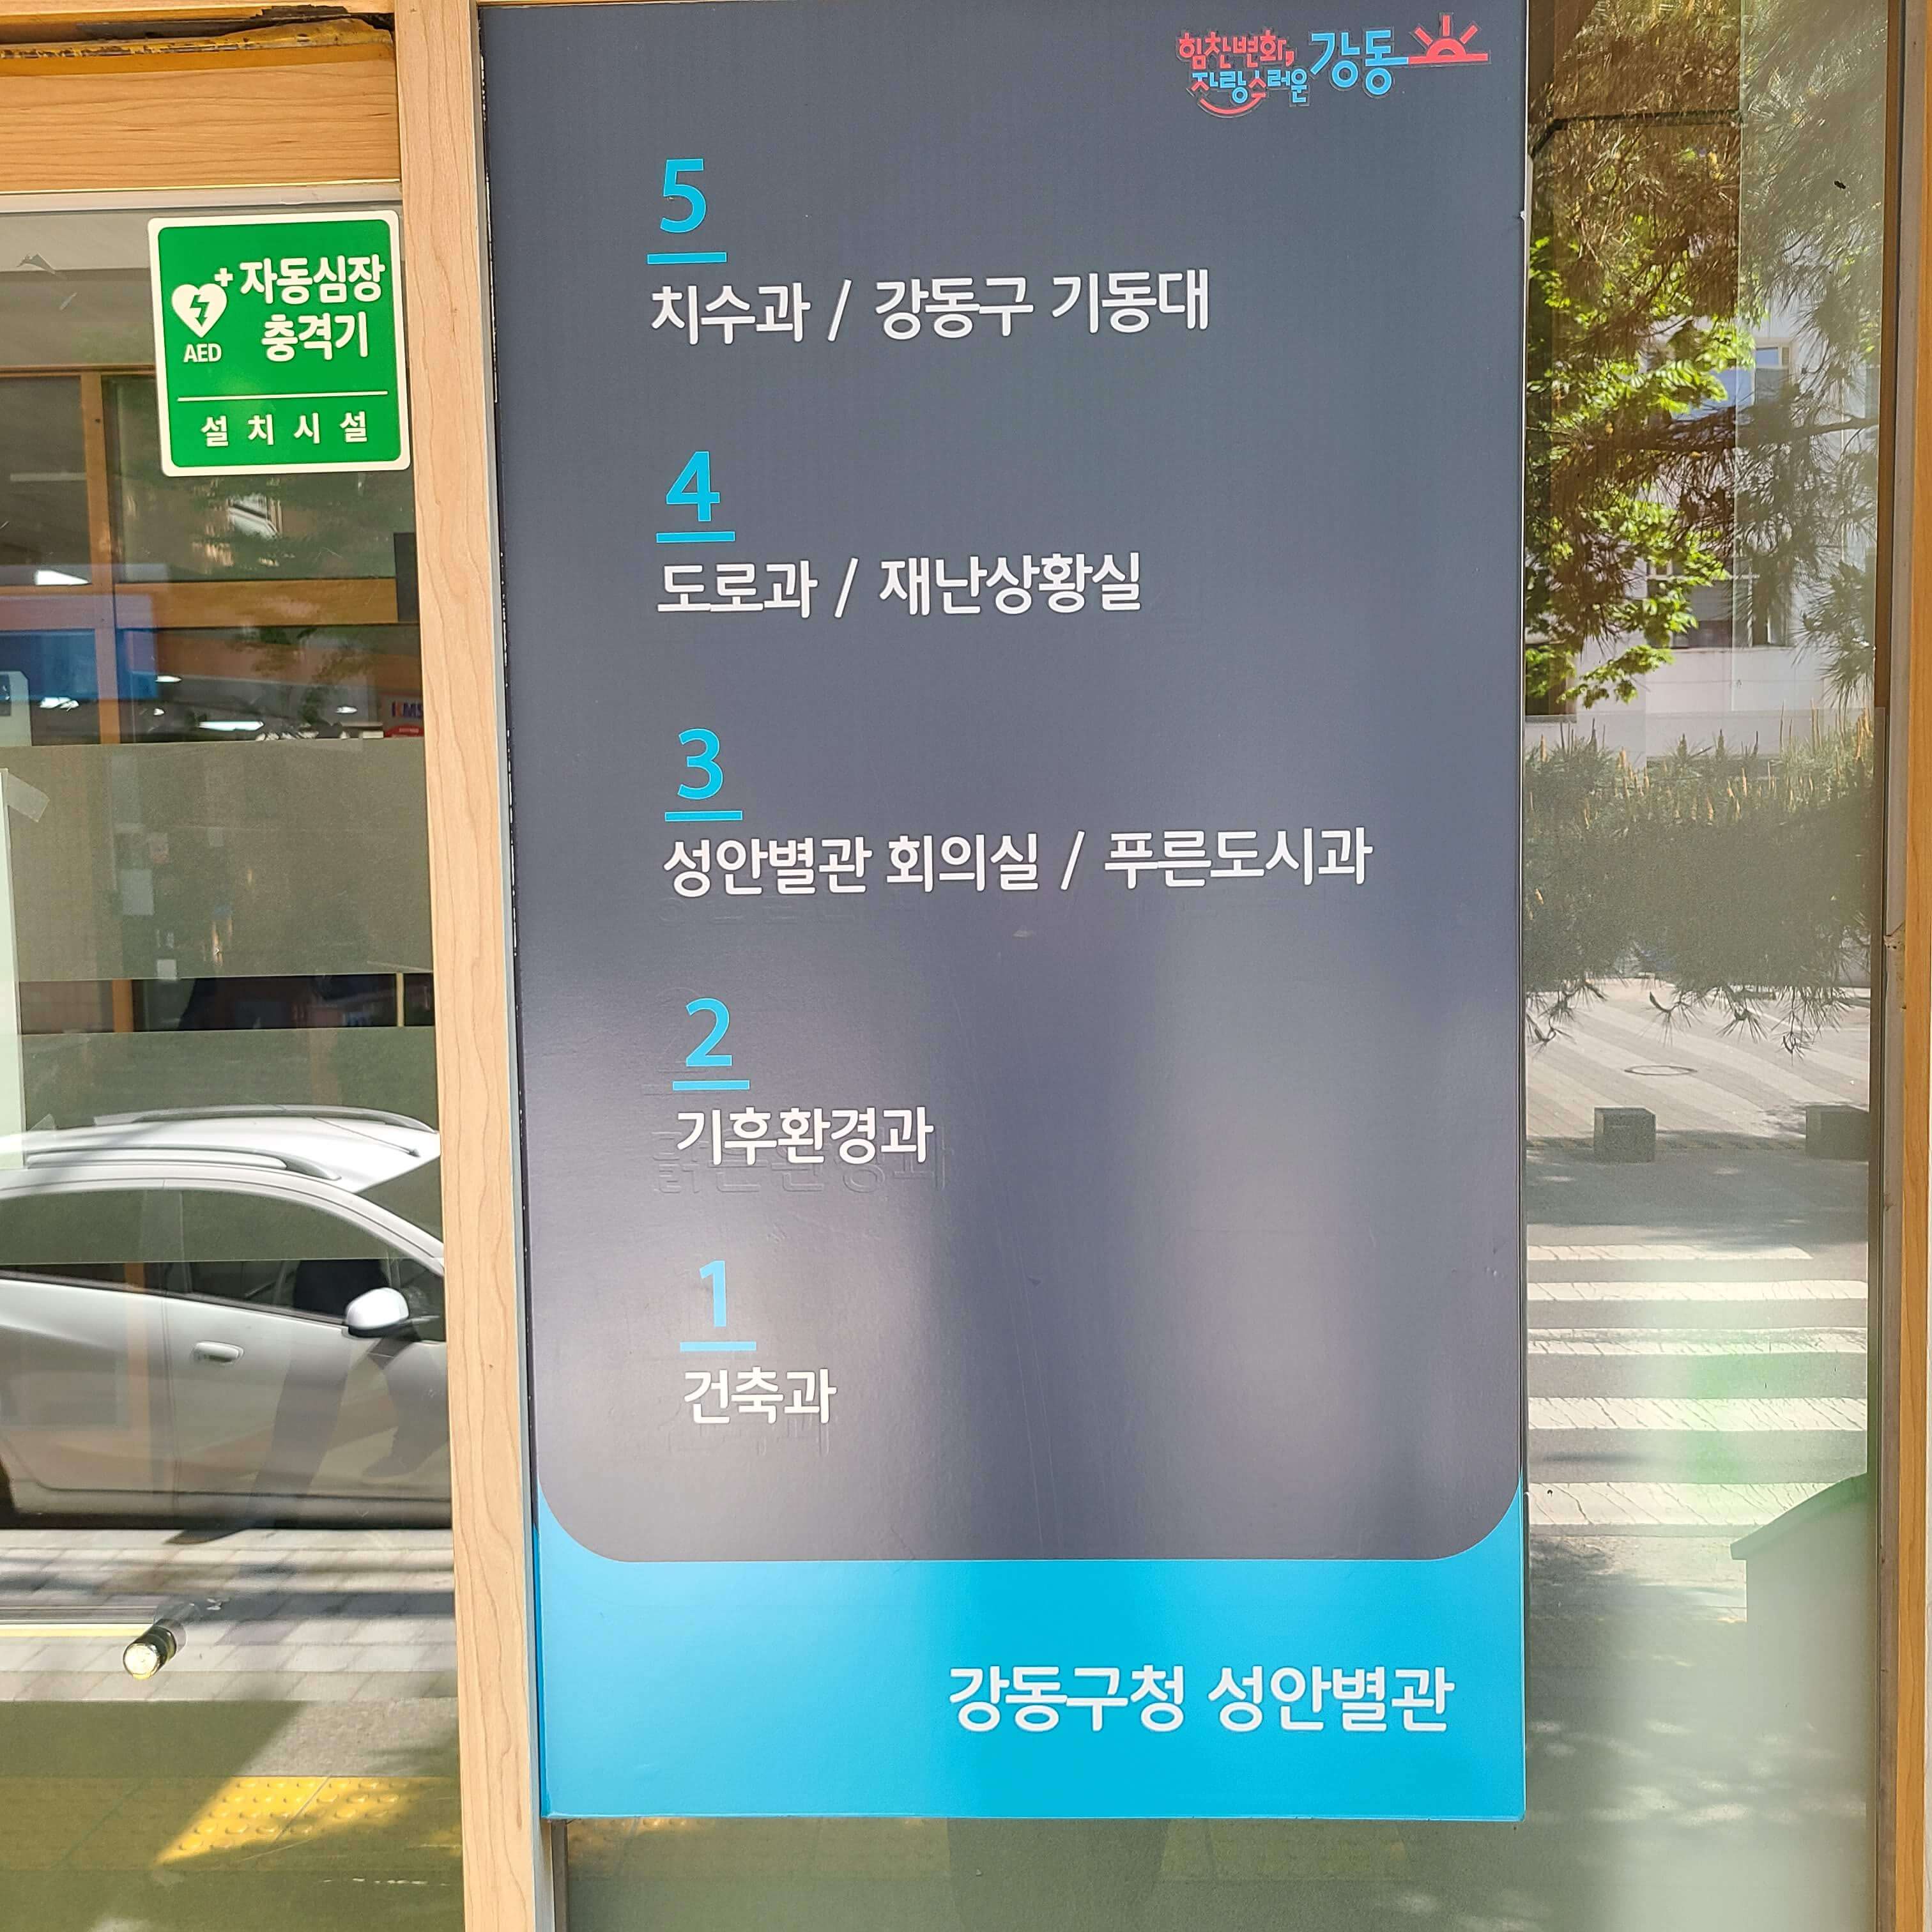 힘찬변화,
자랑스러운
강동
5
치수과 / 강동구 기동대
4
도로과 / 재난상황실
3
성안별관 회의실 / 푸른도시과
2
기후환경과
1
건축과
강동구청 성안별관
자동심장
충격기
AED
설치시설